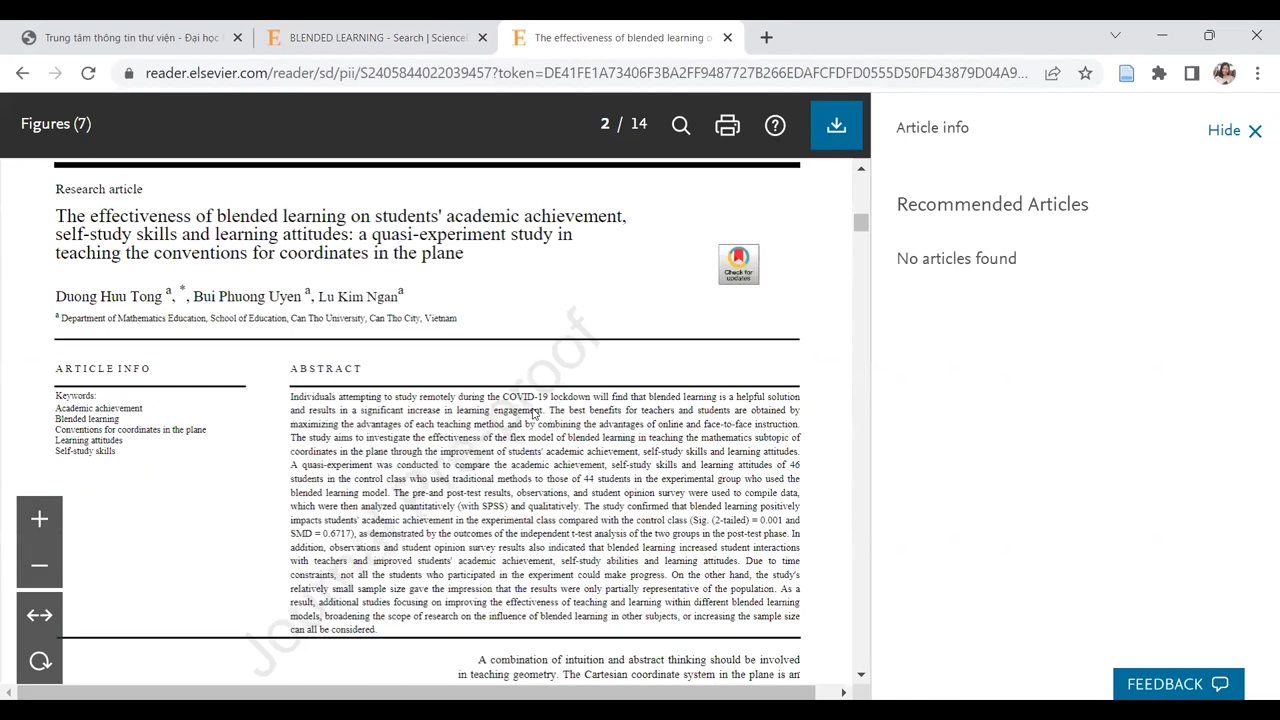 Trung tâm thông tin thư viện - Đại học
BLENDED LEARNING - Search | Science
The effectiveness of blended learning o
reader.elsevier.com/reader/sd/pii/S2405844022039457?token=DE41FE1A73406F3BA2FF9487727B266EDAFCFDFD0555D50FD43879D04A9...
Figures (7)
2 / 14
Article info
Hide
Recommended Articles
No articles found
Research article
The effectiveness of blended learning on students' academic achievement,
self-study skills and learning attitudes: a quasi-experiment study in
teaching the conventions for coordinates in the plane
Check for
updates
Duong Huu Tong a, *, Bui Phuong Uyen a, Lu Kim Ngan a
a Department of Mathematics Education, School of Education, Can Tho University, Can Tho City, Vietnam
ARTICLE INFO
Keywords:
Academic achievement
Blended learning
Conventions for coordinates in the plane
Learning attitudes
Self-study skills
ABSTRACT
Individuals attempting to study remotely during the COVID-19 lockdown will find that blended learning is a helpful solution
and results in a significant increase in learning engagement. The best benefits for teachers and students are obtained by
maximizing the advantages of each teaching method and by combining the advantages of online and face-to-face instruction.
The study aims to investigate the effectiveness of the flex model of blended learning in teaching the mathematics subtopic of
coordinates in the plane through the improvement of students' academic achievement, self-study skills and learning attitudes.
A quasi-experiment was conducted to compare the academic achievement, self-study skills and learning attitudes of 46
students in the control class who used traditional methods to those of 44 students in the experimental group who used the
blended learning model. The pre-and post-test results, observations, and student opinion survey were used to compile data,
which were then analyzed quantitatively (with SPSS) and qualitatively. The study confirmed that blended learning positively
impacts students' academic achievement in the experimental class compared with the control class (Sig. (2-tailed) = 0.001 and
SMD = 0.6717), as demonstrated by the outcomes of the independent t-test analysis of the two groups in the post-test phase. In
addition, observations and student opinion survey results also indicated that blended learning increased student interactions
with teachers and improved students' academic achievement, self-study abilities and learning attitudes. Due to time
constraints, not all the students who participated in the experiment could make progress. On the other hand, the study's
relatively small sample size gave the impression that the results were only partially representative of the population. As a
result, additional studies focusing on improving the effectiveness of teaching and learning within different blended learning
models, broadening the scope of research on the influence of blended learning in other subjects, or increasing the sample size
can all be considered.
A combination of intuition and abstract thinking should be involved
in teaching geometry. The Cartesian coordinate system in the plane is an
FEEDBACK